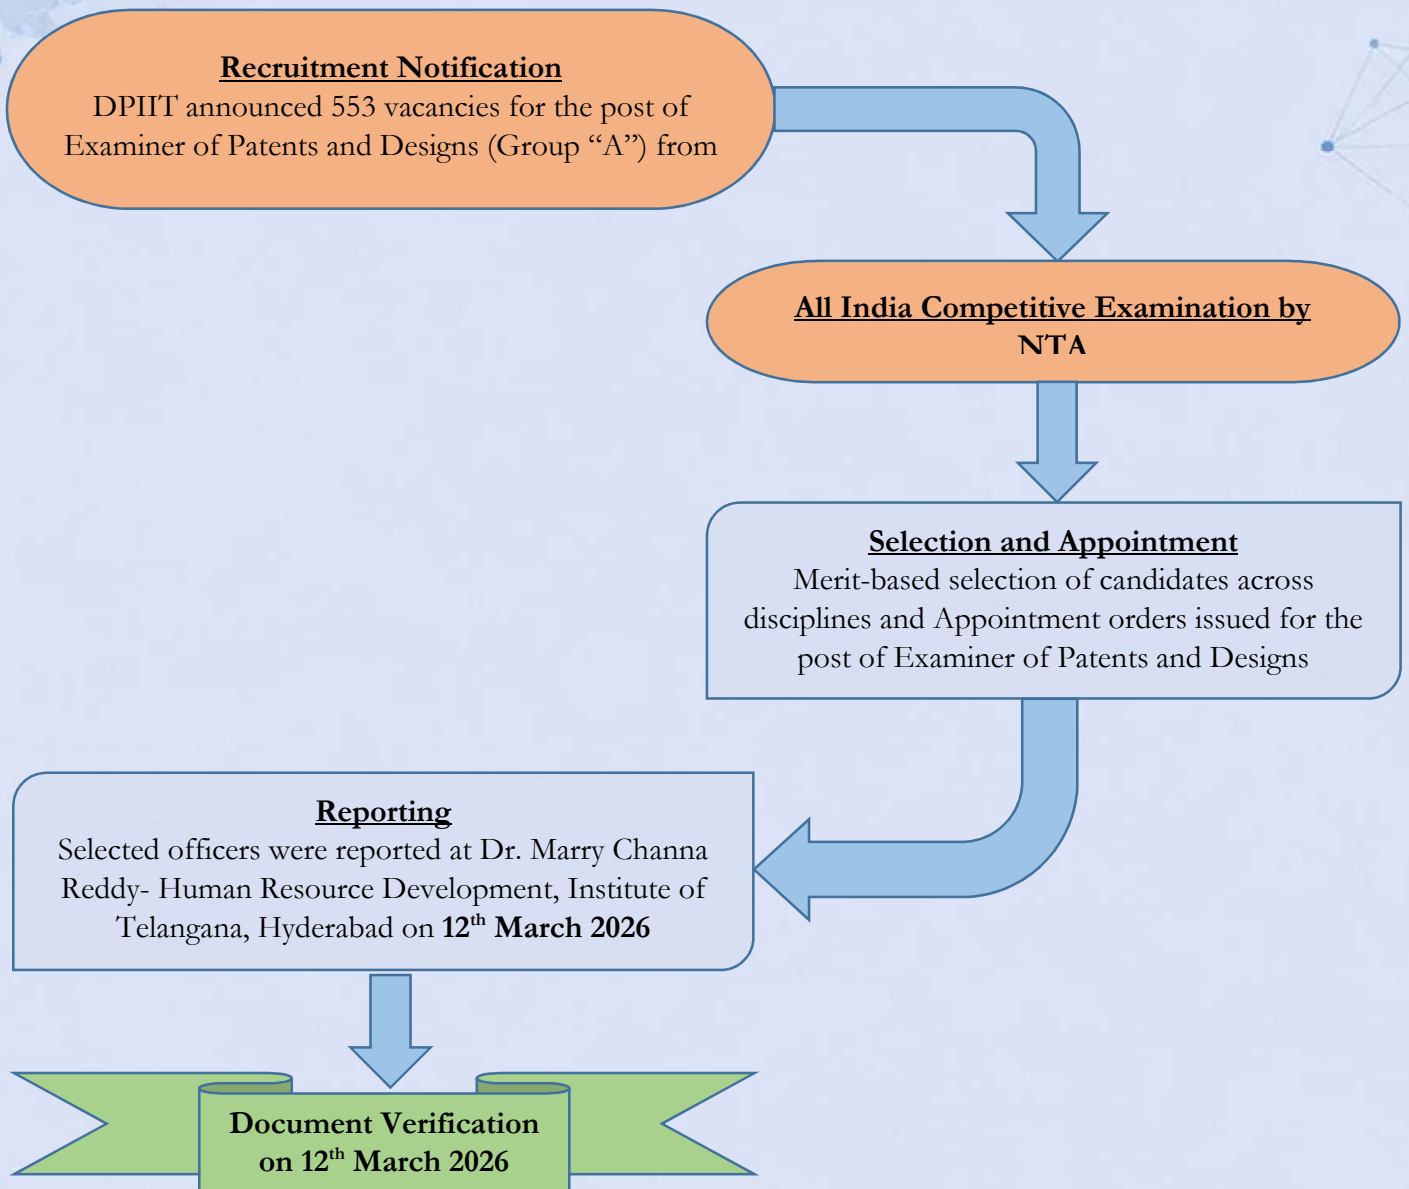 Recruitment Notification
DPIIT announced 553 vacancies for the post of
Examiner of Patents and Designs (Group “A”) from
All India Competitive Examination by
NTA
Selection and Appointment
Merit-based selection of candidates across
disciplines and Appointment orders issued for the
post of Examiner of Patents and Designs
Reporting
Selected officers were reported at Dr. Marry Channa
Reddy- Human Resource Development, Institute of
Telangana, Hyderabad on 12th March 2026
Document Verification
on 12th March 2026